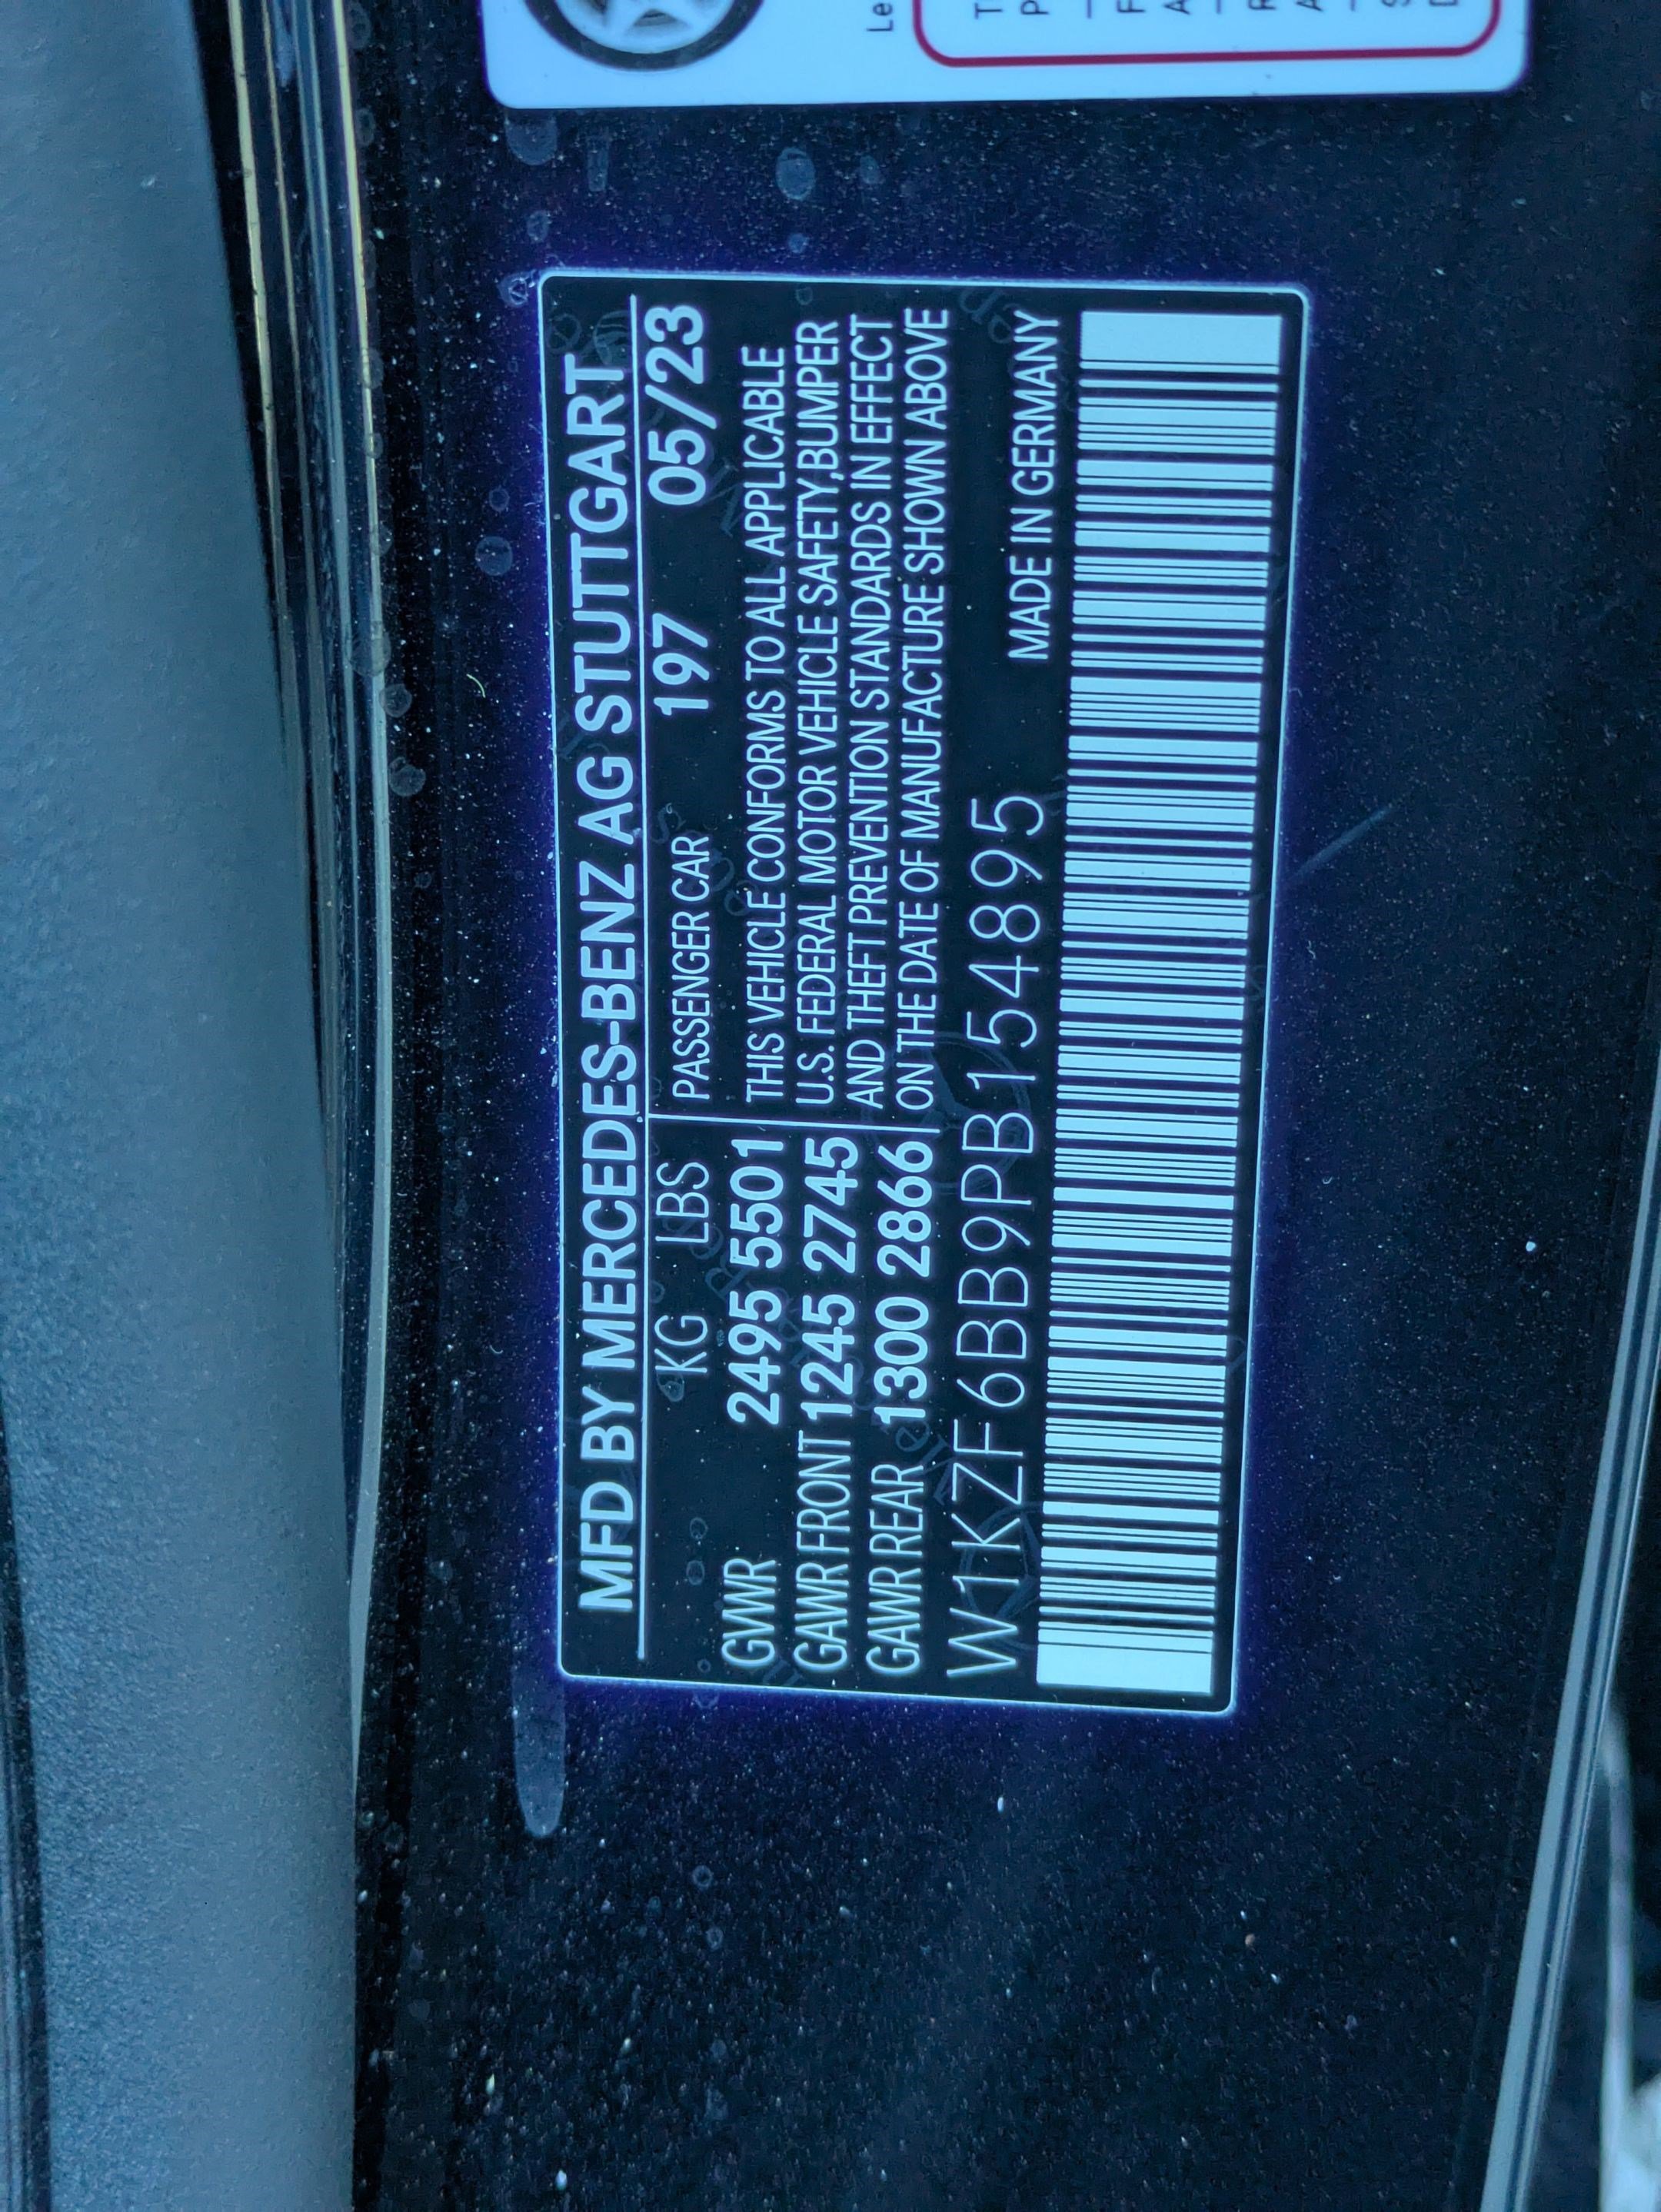 Le
MFD BY MERCEDES-BENZ AG STUTTGART
KG LBS PASSENGER CAR 197 05/23
GWWR 2495 5501 THIS VEHICLE CONFORMS TO ALL APPLICABLE
GAWR FRONT 1245 2745 U.S. FEDERAL MOTOR VEHICLE SAFETY,BUMPER
GAWR REAR 1300 2866 AND THEFT PREVENTION STANDARDS IN EFFECT
ON THE DATE OF MANUFACTURE SHOWN ABOVE
W1KZF6BB9PB154895 MADE IN GERMANY